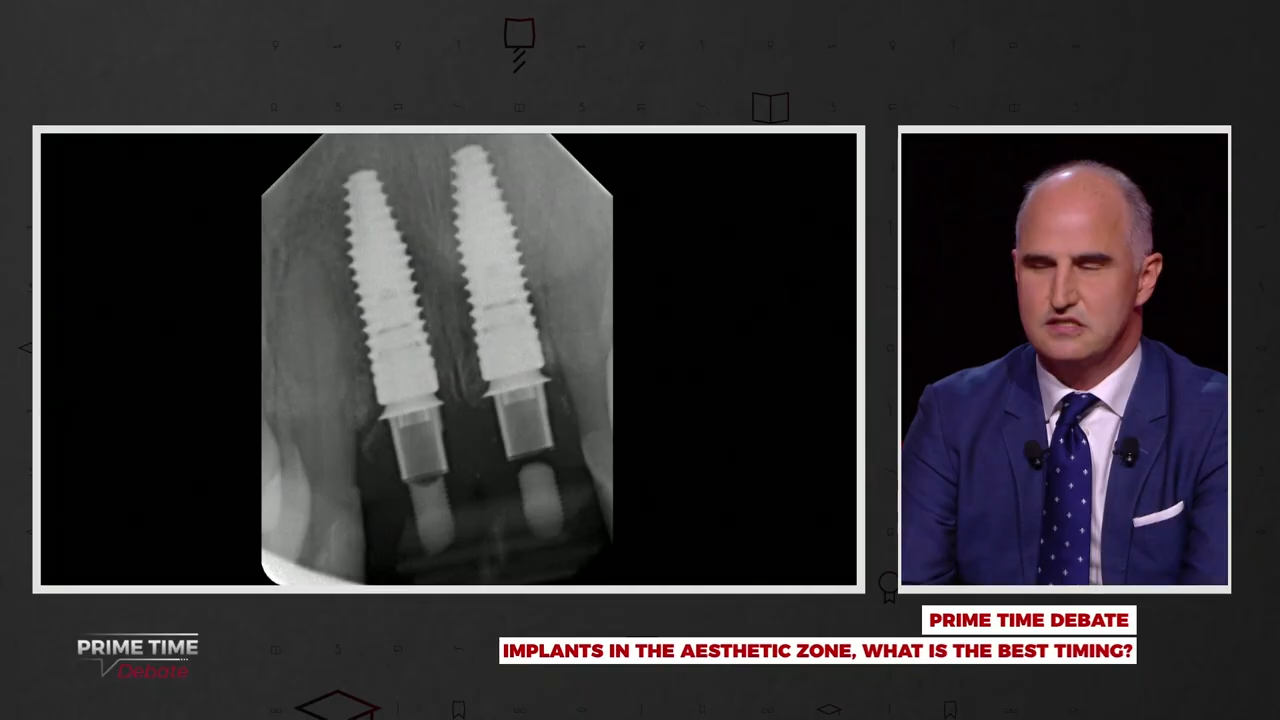 PRIME TIME DEBATE
IMPLANTS IN THE AESTHETIC ZONE, WHAT IS THE BEST TIMING?
PRIME TIME
Debate